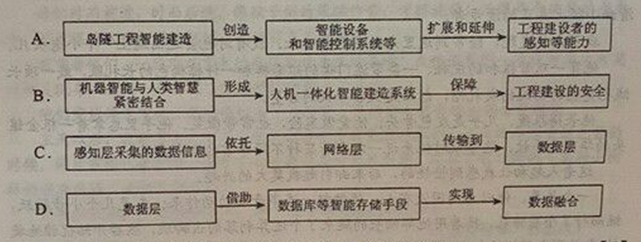 A. 岛隧工程智能建造 创造 智能设备和智能控制系统等 扩展和延伸 工程建设者的感知等能力
B. 机器智能与人类智慧紧密结合 形成 人机一体化智能建造系统 保障 工程建设的安全
C. 感知层采集的数据信息 依托 网络层 传输到 数据层
D. 数据层 借助 数据库等智能存储手段 实现 数据融合